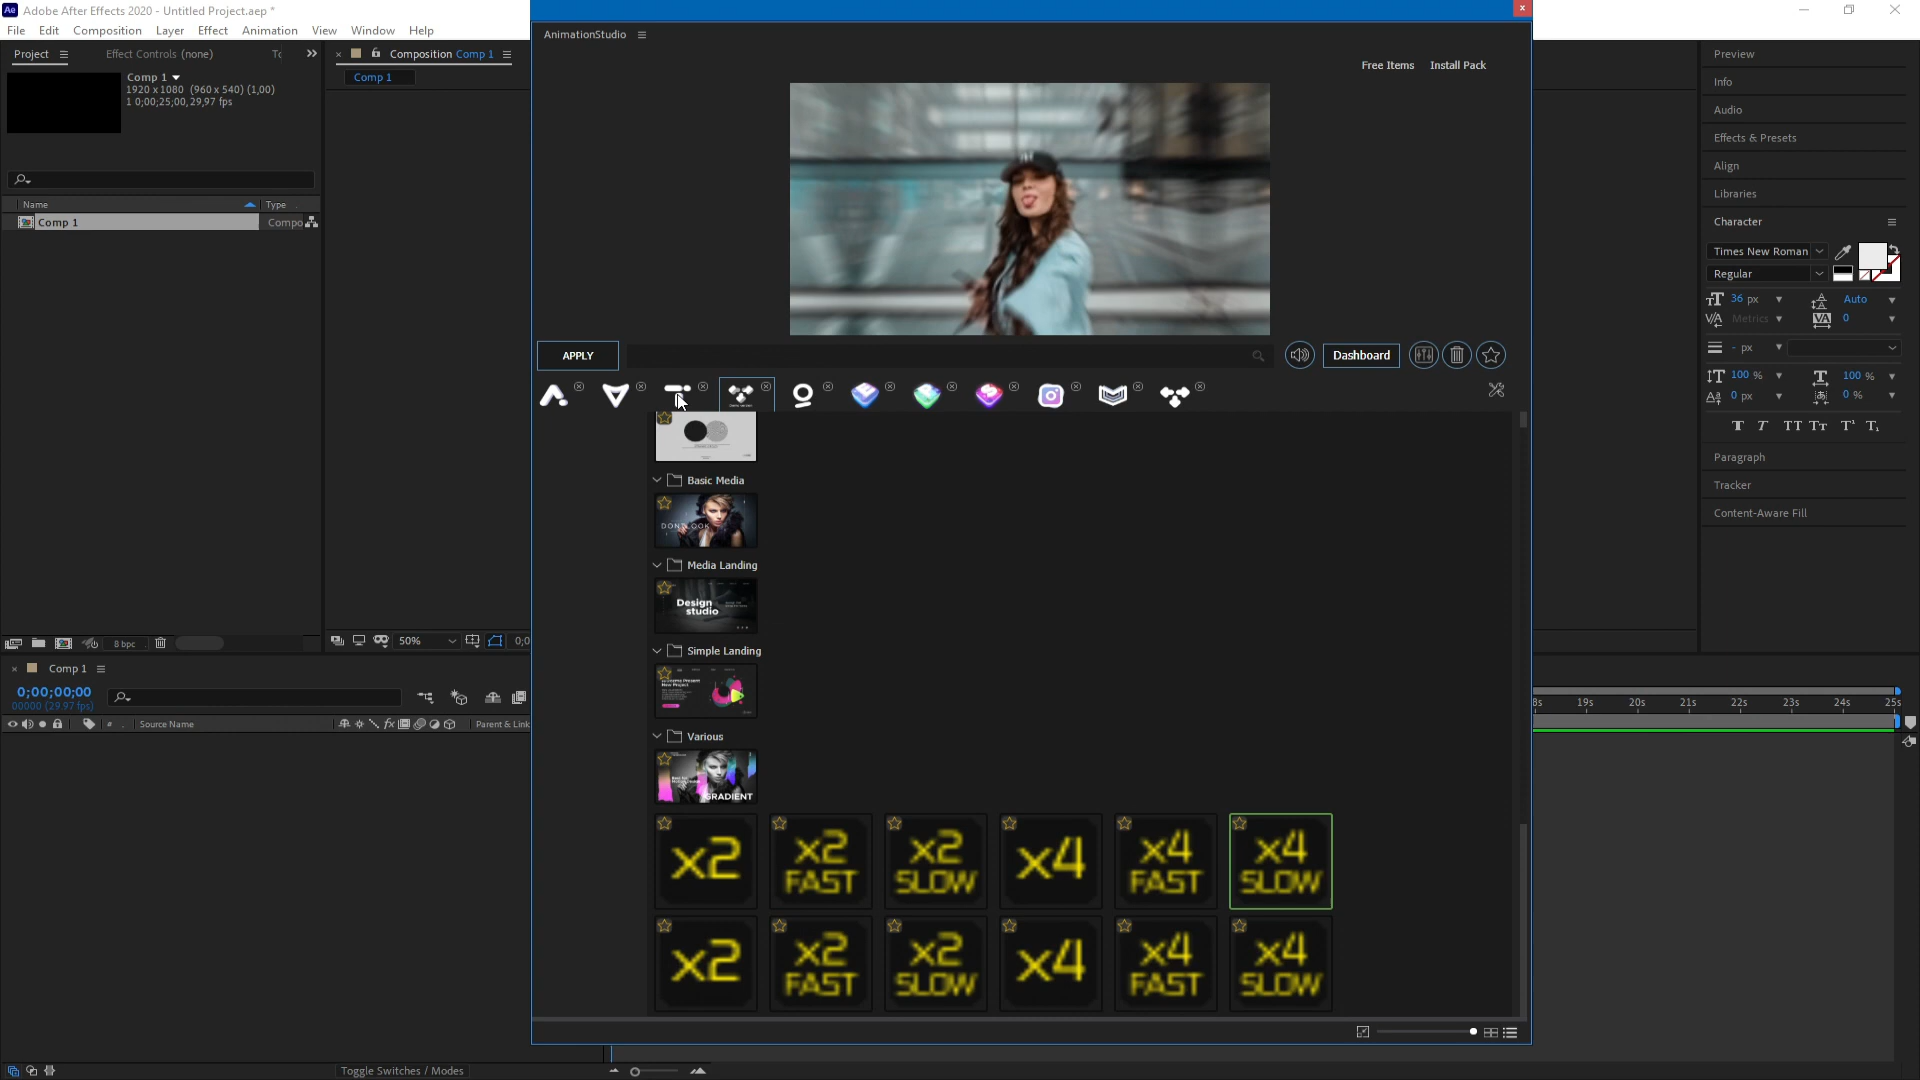 Ae Adobe After Effects 2020 - Untitled Project.aep *
File Edit Composition Layer Effect Animation View Window Help
Project Effect Controls (none)
Composition Comp 1
Comp 1
Comp 1
1920 x 1080 (960 x 540) (1,00)
1 0;00;25;00, 29,97 fps
Name Type
Comp 1 Compo
8 bpc
50%
AnimationStudio
Free Items Install Pack
APPLY
Dashboard
Basic Media
DONT LOOK
Media Landing
Design
studio
Simple Landing
Various
GRADIENT
x2 x2 FAST x2 SLOW x4 x4 FAST x4 SLOW
x2 x2 FAST x2 SLOW x4 x4 FAST x4 SLOW
Preview
Info
Audio
Effects & Presets
Align
Libraries
Character
Times New Roman
Regular
36 px Auto
Metrics 0
- px
100 % 100 %
0 px 0 %
T T TT Tt T¹ T₁
Paragraph
Tracker
Content-Aware Fill
Comp 1
0;00;00;00
00000 (29.97 fps)
# . Source Name Parent & Link
19s 20s 21s 22s 23s 24s 25s
Toggle Switches / Modes